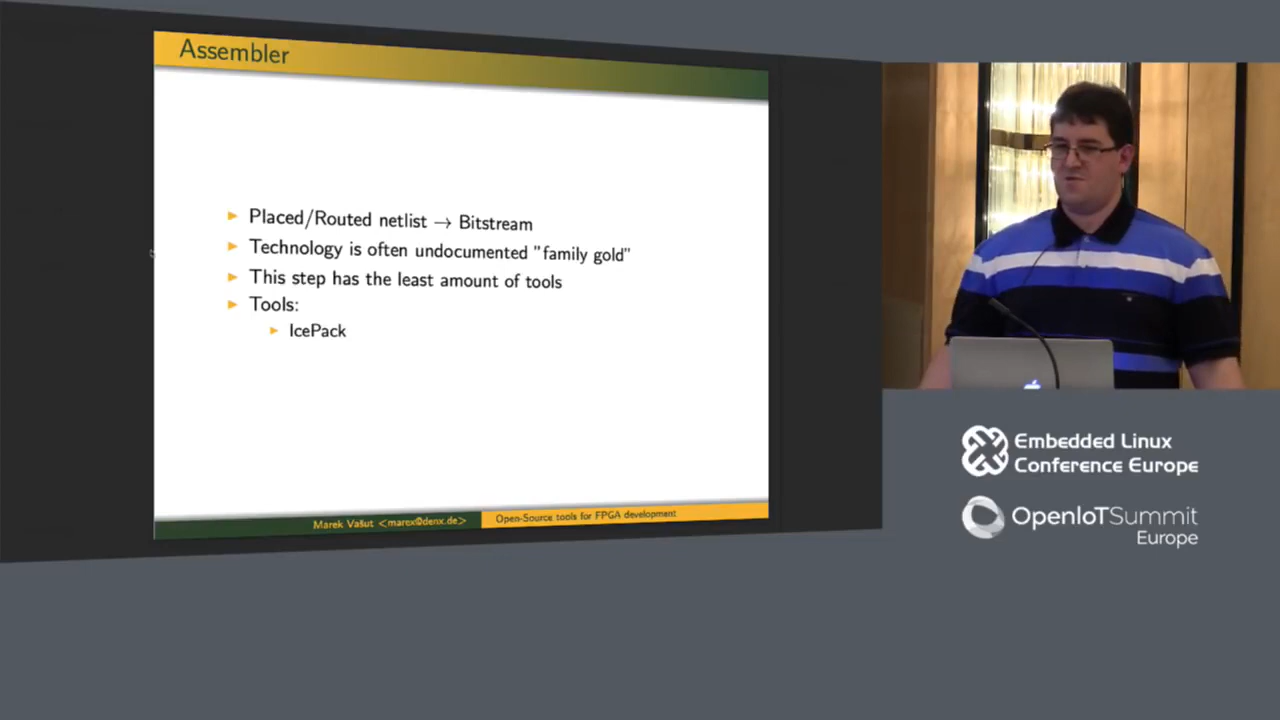 Assembler
Placed/Routed netlist → Bitstream
Technology is often undocumented "family gold"
This step has the least amount of tools
Tools:
IcePack
Marek Vašut <marex@denx.de>
Open-Source tools for FPGA development
Embedded Linux
Conference Europe
OpenIoTSummit
Europe